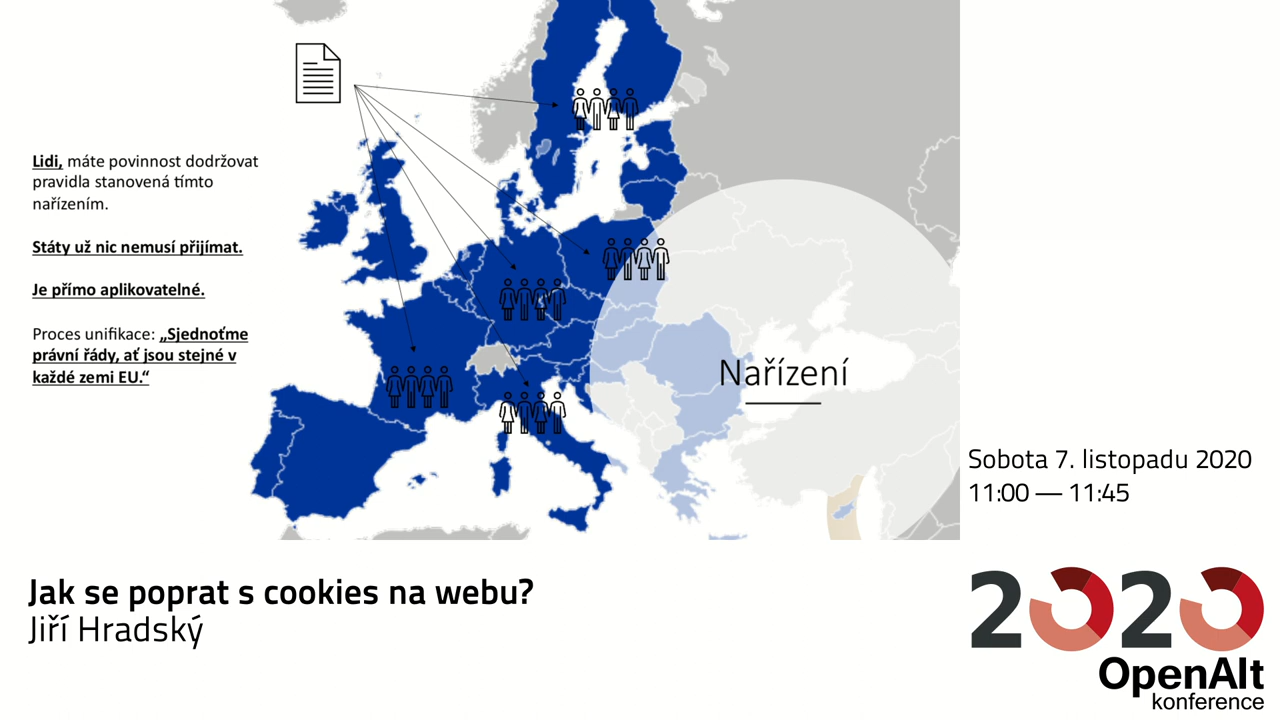 Lidi, máte povinnost dodržovat
pravidla stanovená tímto
nařízením.
Státy už nic nemusí přijímat.
Je přímo aplikovatelné.
Proces unifikace: „Sjednoťme
právní řády, ať jsou stejné v
každé zemi EU.“
Nařízení
Sobota 7. listopadu 2020
11:00 — 11:45
Jak se poprat s cookies na webu?
Jiří Hradský
2020
OpenAlt
konference